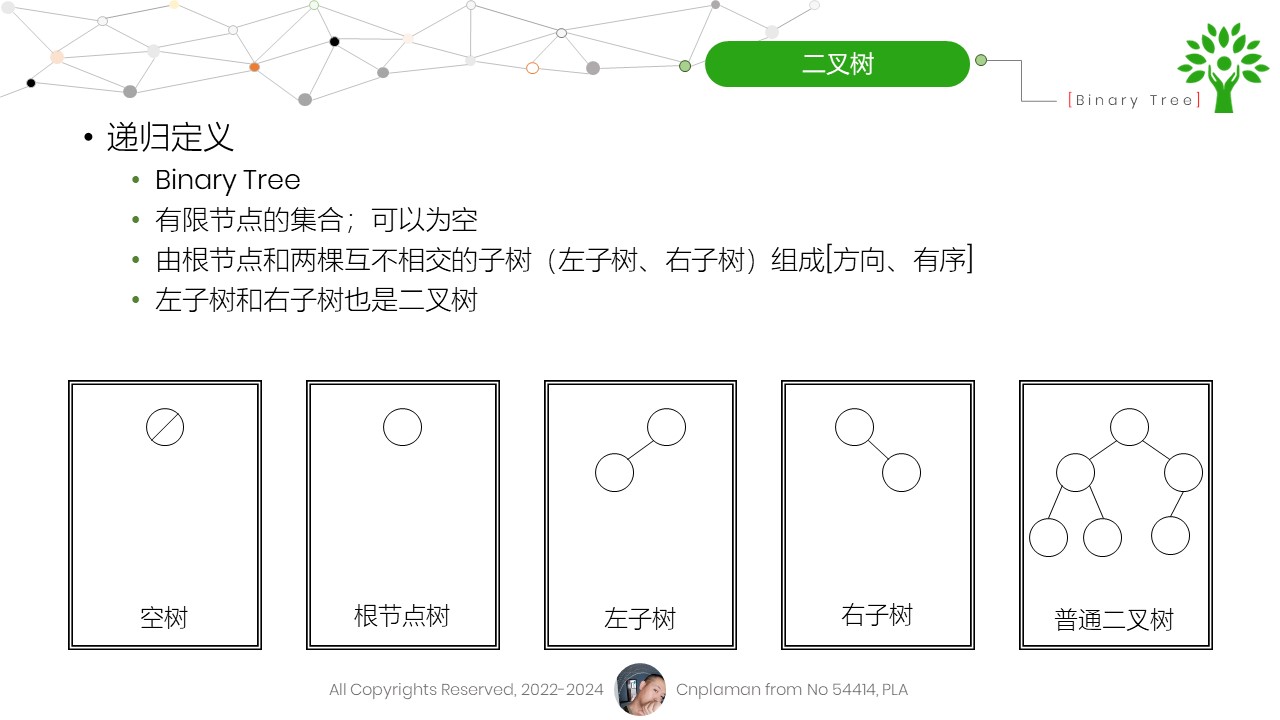 二叉树
[Binary Tree]
• 递归定义
• Binary Tree
• 有限节点的集合；可以为空
• 由根节点和两棵互不相交的子树（左子树、右子树）组成[方向、有序]
• 左子树和右子树也是二叉树
空树
根节点树
左子树
右子树
普通二叉树
All Copyrights Reserved, 2022-2024
Cnplaman from No 54414, PLA